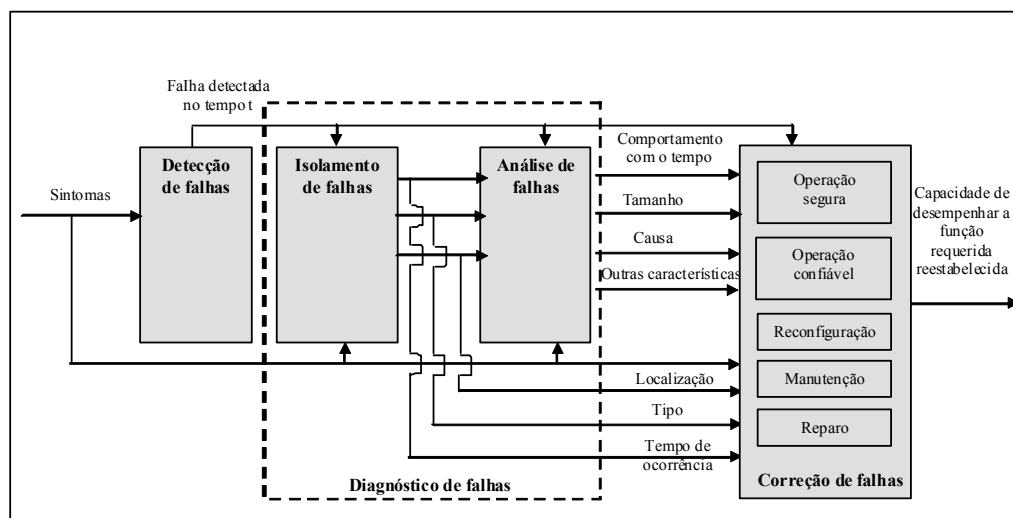 Falha detectada
no tempo t
Sintomas
Detecção
de falhas
Isolamento
de falhas
Análise de
falhas
Comportamento
com o tempo
Tamanho
Causa
Outras características
Localização
Tipo
Tempo de
ocorrência
Diagnóstico de falhas
Operação
segura
Operação
confiável
Reconfiguração
Manutenção
Reparo
Correção de falhas
Capacidade de
desempenhar a
função
requerida
reestabelecida